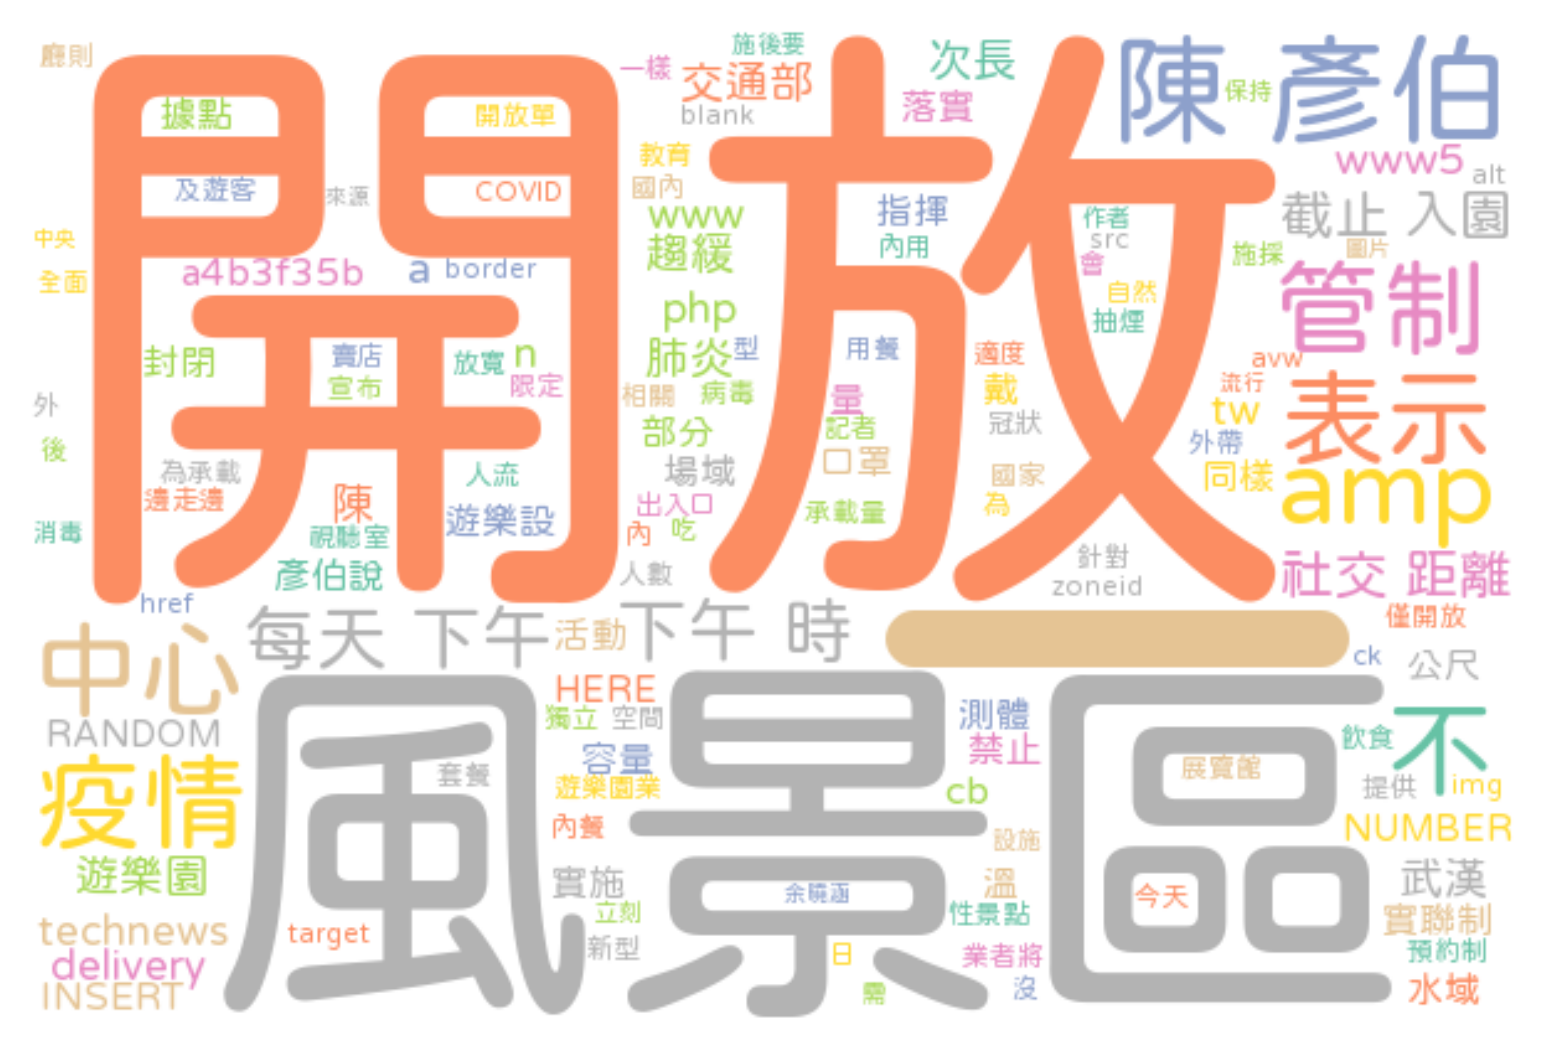 廳則
施後要
次長
陳 彥伯
一樣
交通部
保持
落實
據點
開放單
blank
開放
教育
www5
alt
及遊客
COVID
來源
國內
www
指揮
作者
截止 入園
中央
趨緩
內用
src
施採
圖片
全面
a4b3f35b
a
border
會
自然
php
抽煙
管制
封閉
賣店
放寬
n
肺炎
型
用餐
適度
avw
宣布
限定
相關
病毒
量
戴
流行
表示
外
tw
後
部分
記者
冠狀
外帶
為承載
人流
場域
口罩
國家
同樣
amp
邊走邊
陳
出入口
承載量
為
消毒
視聽室
遊樂設
內
吃
彥伯說
人數
針對
zoneid
社交 距離
href
僅開放
中心
每天 下午
活動
下午 時
一
ck
公尺
RANDOM
風景區
HERE
獨立
空間
測體
禁止
飲食
不
疫情
套餐
容量
遊樂園業
cb
展覽館
提供
img
內餐
設施
NUMBER
遊樂園
實施
余曉涵
溫
今天
武漢
technews
target
立刻
性景點
實聯制
新型
日
業者將
預約制
delivery
INSERT
需
沒
水域